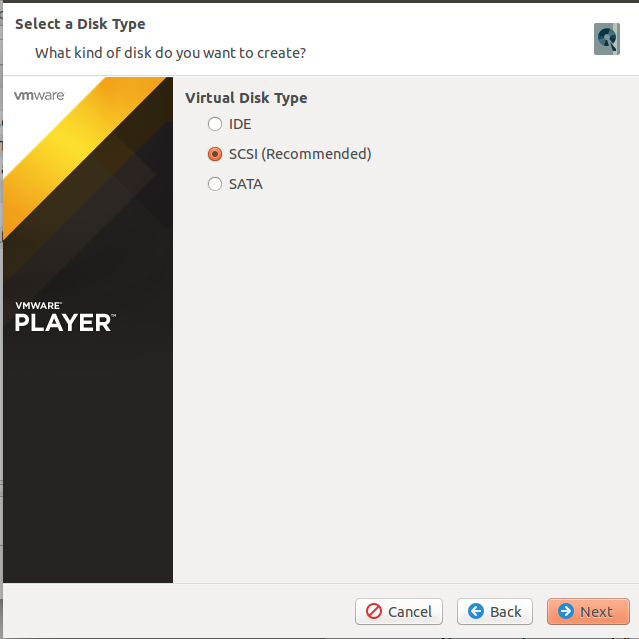 Select a Disk Type
What kind of disk do you want to create?
vmware
Virtual Disk Type
IDE
SCSI (Recommended)
SATA
VMWARE®
PLAYER™
Cancel
Back
Next